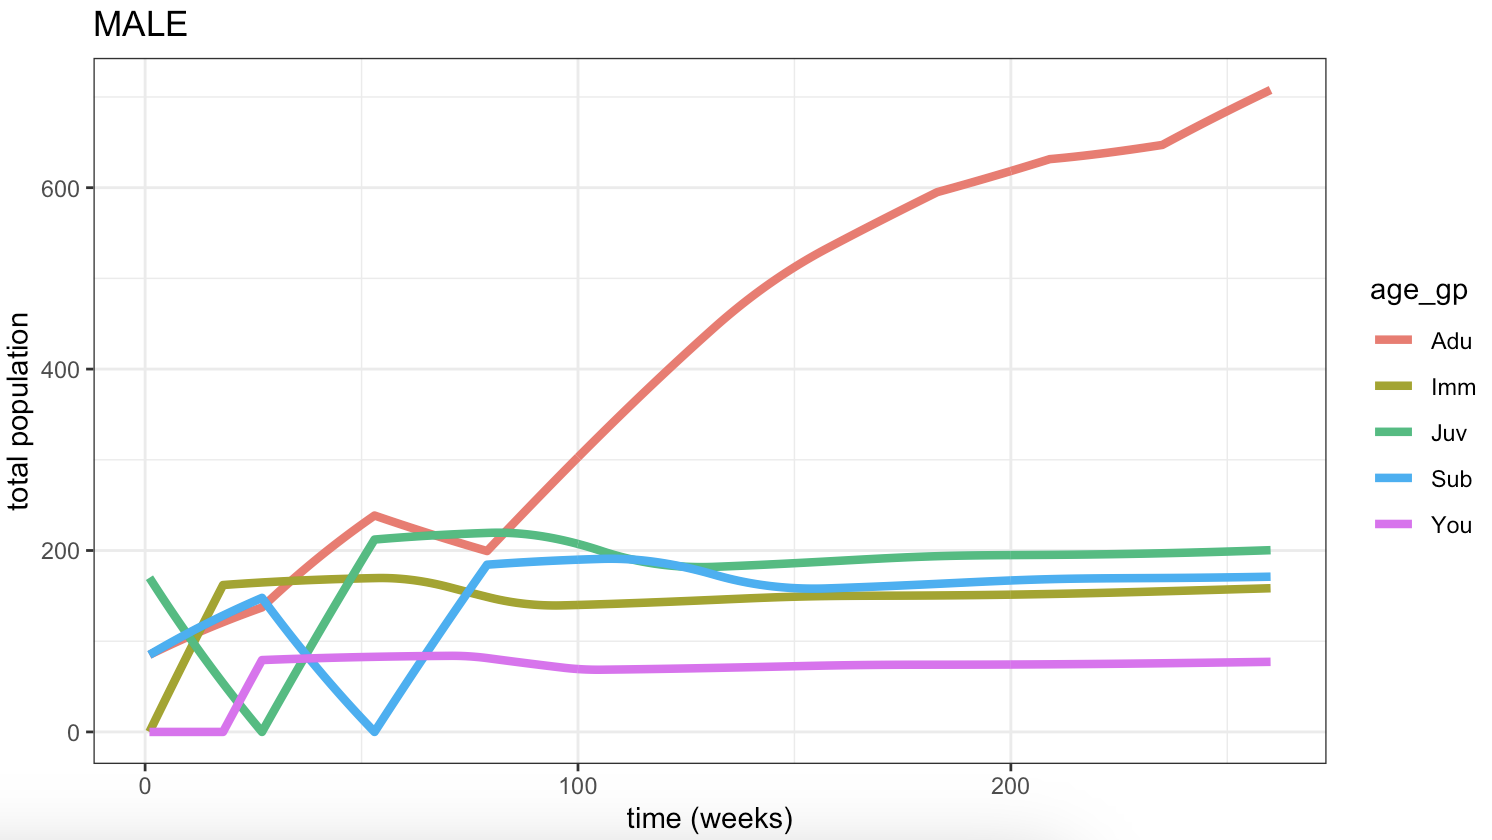 MALE
total population
600
400
200
0
0
100
200
time (weeks)
age_gp
Adu
Imm
Juv
Sub
You